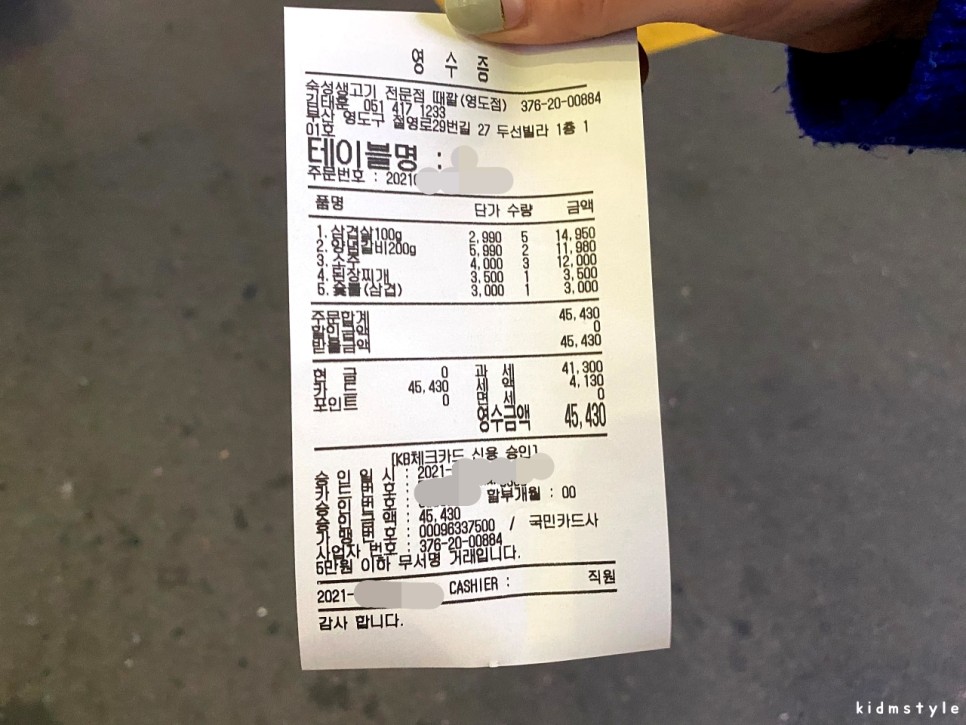 영 수 증
숙성생고기 전문점 때깔(영도점) 376-20-00884
김태훈 051 417 1233
부산 영도구 절영로29번길 27 두선빌라 1층 1
01호
테이블명 :
주문번호 : 2021
품명 단가 수량 금액
1. 삼겹살100g 2,990 5 14,950
2. 양념갈비200g 5,990 2 11,980
3. 소주 4,000 3 12,000
4. 된장찌개 3,500 1 3,500
5. 숯불(삼겹) 3,000 1 3,000
주문합계 45,430
할인금액 0
받을금액 45,430
현 금 0 과 세 41,300
카 드 45,430 세 액 4,130
포인트 0 면 세 0
영수금액 45,430
[KB체크카드 신용 승인]
승 인 일 시 : 2021-
카 드 번 호 :
승 인 번 호 : 할부개월 : 00
승 인 금 액 : 45,430
가 맹 번 호 : 00096337500 / 국민카드사
사업자 번호 : 376-20-00884
5만원 이하 무서명 거래입니다.
2021- CASHIER : 직원
감사 합니다.
kidmstyle